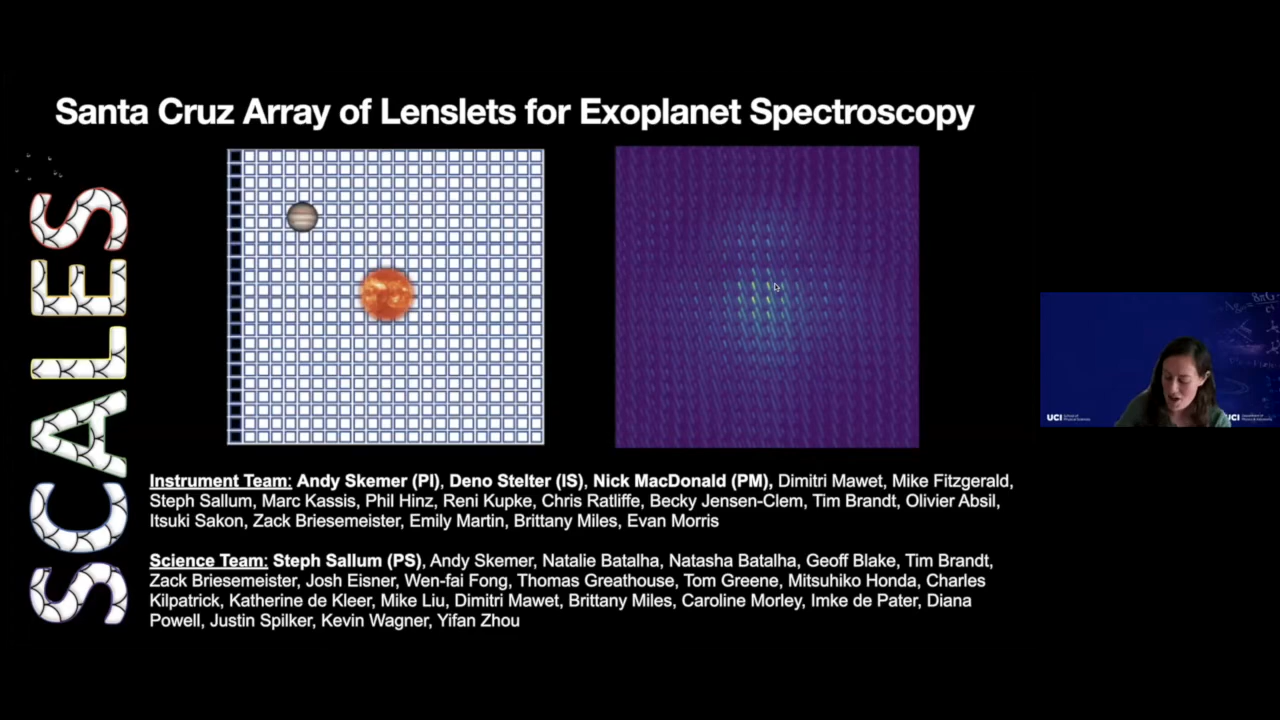 Santa Cruz Array of Lenslets for Exoplanet Spectroscopy
SCALES
Instrument Team: Andy Skemer (PI), Deno Stelter (IS), Nick MacDonald (PM), Dimitri Mawet, Mike Fitzgerald,
Steph Sallum, Marc Kassis, Phil Hinz, Reni Kupke, Chris Ratliffe, Becky Jensen-Clem, Tim Brandt, Olivier Absil,
Itsuki Sakon, Zack Briesemeister, Emily Martin, Brittany Miles, Evan Morris
Science Team: Steph Sallum (PS), Andy Skemer, Natalie Batalha, Natasha Batalha, Geoff Blake, Tim Brandt,
Zack Briesemeister, Josh Eisner, Wen-fai Fong, Thomas Greathouse, Tom Greene, Mitsuhiko Honda, Charles
Kilpatrick, Katherine de Kleer, Mike Liu, Dimitri Mawet, Brittany Miles, Caroline Morley, Imke de Pater, Diana
Powell, Justin Spilker, Kevin Wagner, Yifan Zhou
UCI
UCI